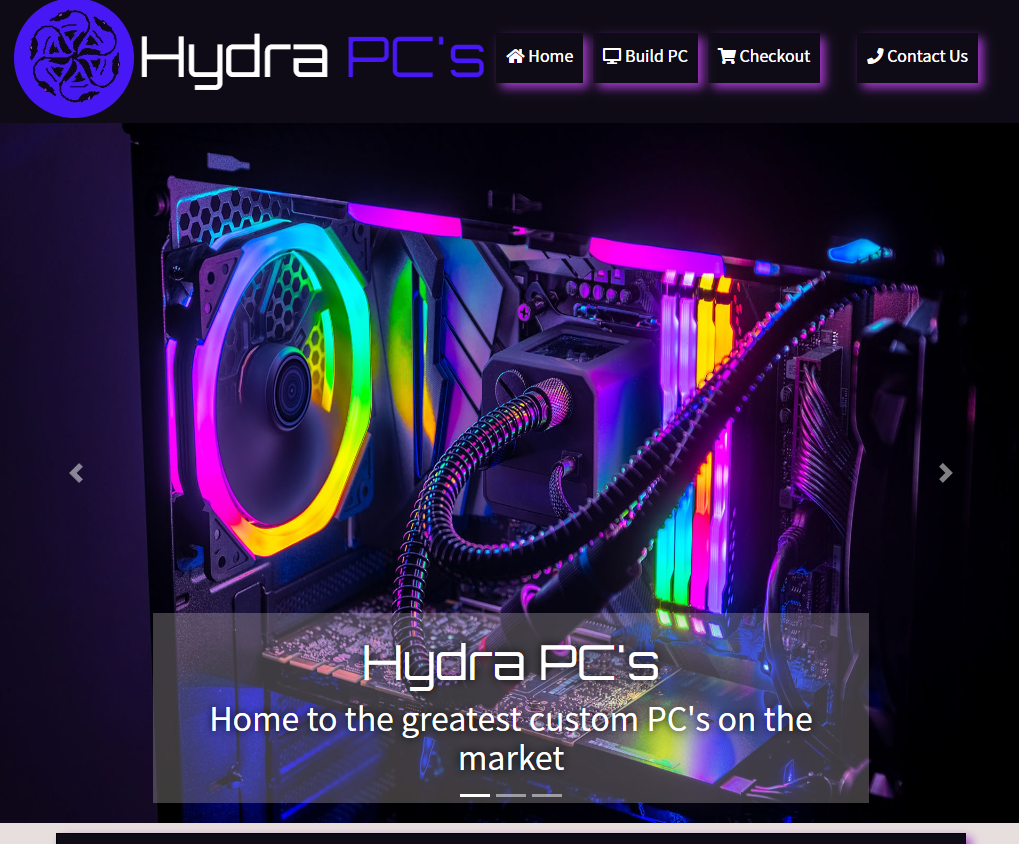 Hydra PC's
Home
Build PC
Checkout
Contact Us
Hydra PC's
Home to the greatest custom PC's on the
market